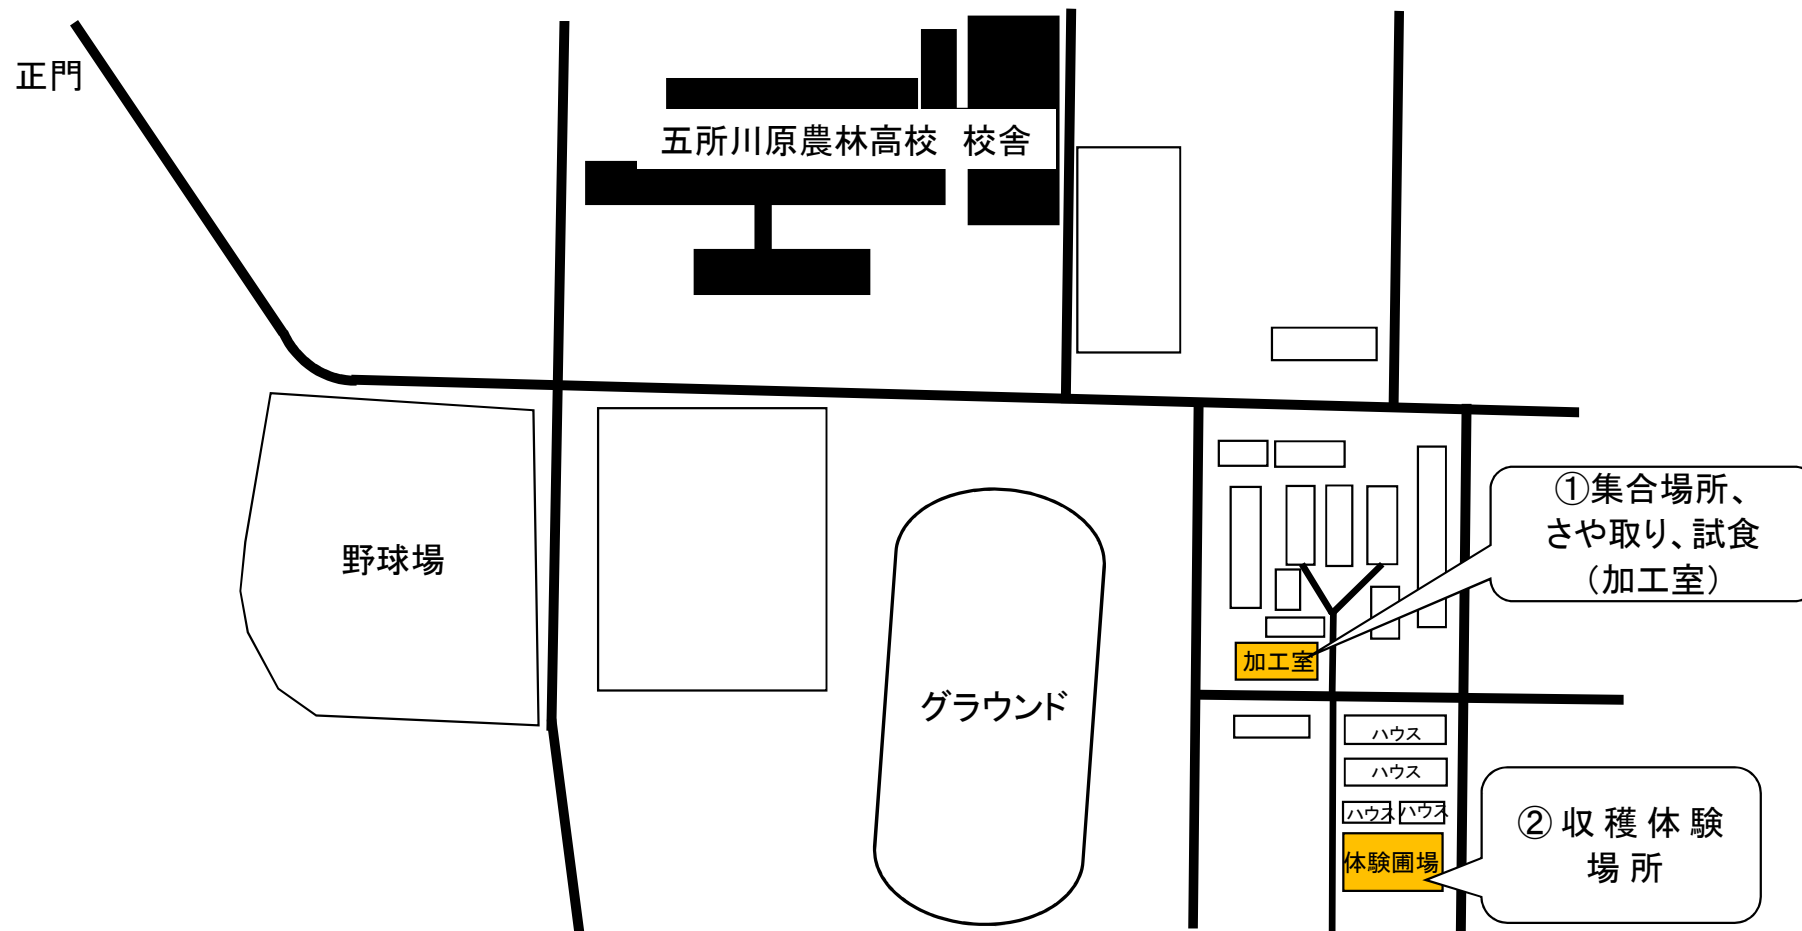 正門
五所川原農林高校　校舎
野球場
グラウンド
①集合場所、
さや取り、試食
（加工室）
加工室
ハウス
ハウス
ハウス
ハウス
体験圃場
②収穫体験
場所